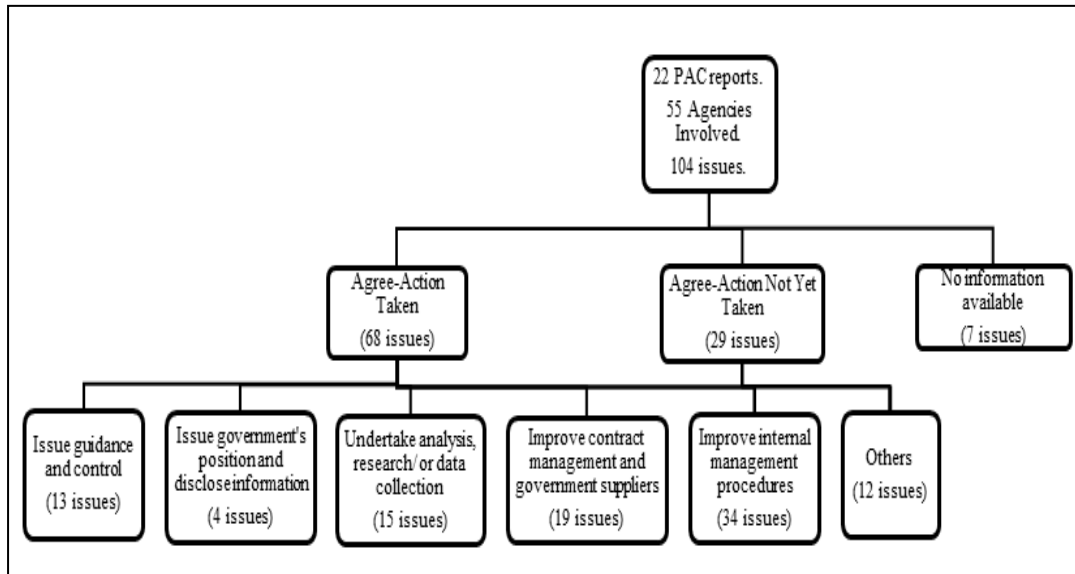 22 PAC reports.
55 Agencies
Involved.
104 issues.
Agree-Action
Taken
(68 issues)
Agree-Action Not Yet
Taken
(29 issues)
No information
available
(7 issues)
Issue guidance
and control
(13 issues)
Issue government's
position and
disclose information
(4 issues)
Undertake analysis,
research/ or data
collection
(15 issues)
Improve contract
management and
government suppliers
(19 issues)
Improve internal
management
procedures
(34 issues)
Others
(12 issues)